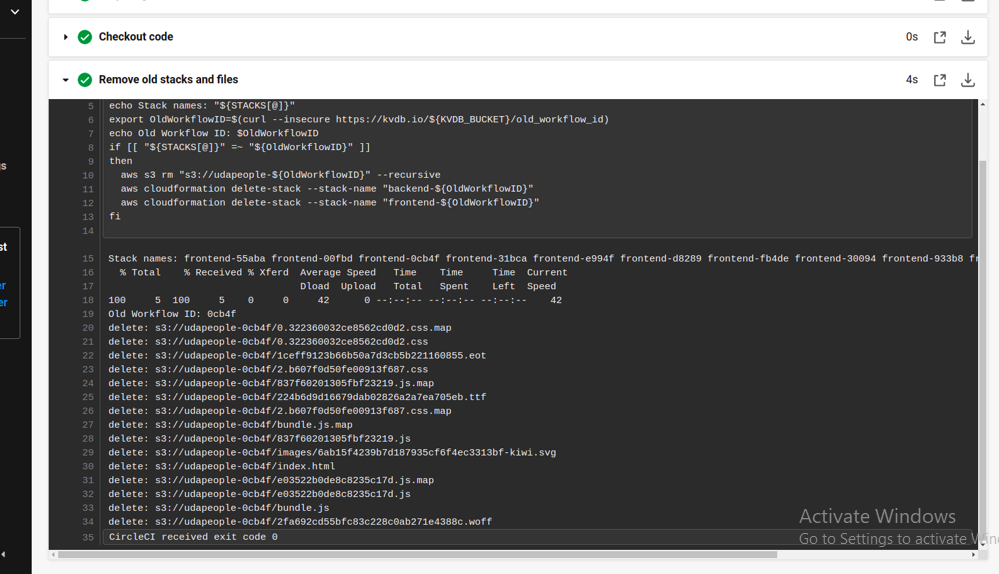 Checkout code 0s
Remove old stacks and files 4s
5 echo Stack names: "${STACKS[@]}"
6 export OldWorkflowID=$(curl --insecure https://kvdb.io/${KVDB_BUCKET}/old_workflow_id)
7 echo Old Workflow ID: $OldWorkflowID
8 if [[ "${STACKS[@]}" =~ "${OldWorkflowID}" ]]
9 then
10   aws s3 rm "s3://udapeople-${OldWorkflowID}" --recursive
11   aws cloudformation delete-stack --stack-name "backend-${OldWorkflowID}"
12   aws cloudformation delete-stack --stack-name "frontend-${OldWorkflowID}"
13 fi
14
15 Stack names: frontend-55aba frontend-00fbd frontend-0cb4f frontend-31bca frontend-e994f frontend-d8289 frontend-fb4de frontend-30094 frontend-933b8 fr
16   % Total    % Received % Xferd  Average Speed   Time    Time     Time  Current
17                                  Dload  Upload   Total   Spent    Left  Speed
18 100     5  100     5    0     0     42      0 --:--:-- --:--:-- --:--:--    42
19 Old Workflow ID: 0cb4f
20 delete: s3://udapeople-0cb4f/0.322360032ce8562cd0d2.css.map
21 delete: s3://udapeople-0cb4f/0.322360032ce8562cd0d2.css
22 delete: s3://udapeople-0cb4f/1ceff9123b66b50a7d3cb5b221160855.eot
23 delete: s3://udapeople-0cb4f/2.b607f0d50fe00913f687.css
24 delete: s3://udapeople-0cb4f/837f60201305fbf23219.js.map
25 delete: s3://udapeople-0cb4f/224b6d9d16679dab02826a2a7ea705eb.ttf
26 delete: s3://udapeople-0cb4f/2.b607f0d50fe00913f687.css.map
27 delete: s3://udapeople-0cb4f/bundle.js.map
28 delete: s3://udapeople-0cb4f/837f60201305fbf23219.js
29 delete: s3://udapeople-0cb4f/images/6ab15f4239b7d187935cf6f4ec3313bf-kiwi.svg
30 delete: s3://udapeople-0cb4f/index.html
31 delete: s3://udapeople-0cb4f/e03522b0de8c8235c17d.js.map
32 delete: s3://udapeople-0cb4f/e03522b0de8c8235c17d.js
33 delete: s3://udapeople-0cb4f/bundle.js
34 delete: s3://udapeople-0cb4f/2fa692cd55bfc83c228c0ab271e4388c.woff
35 CircleCI received exit code 0
Activate Windows
Go to Settings to activate Win